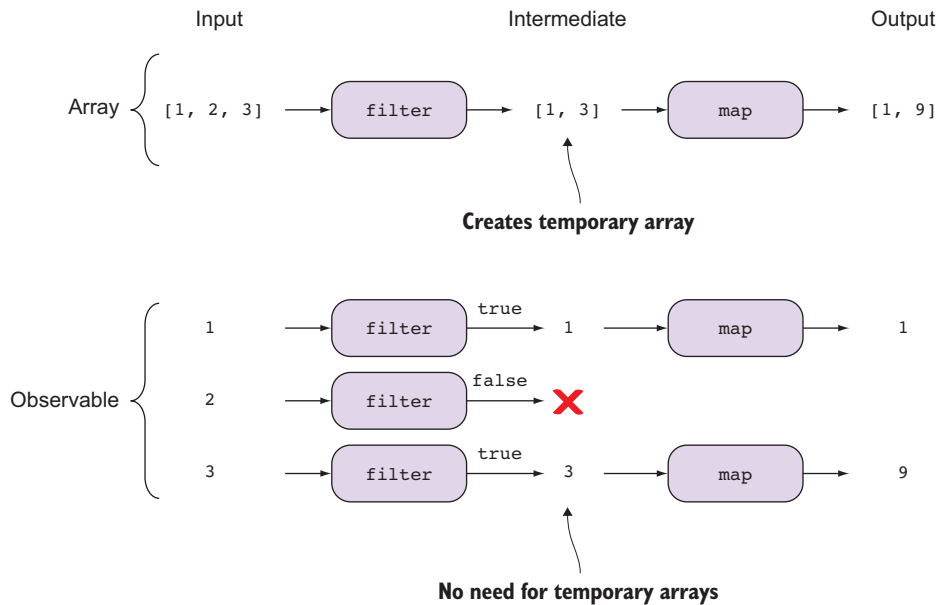 Input Intermediate Output
Array [1, 2, 3] filter [1, 3] map [1, 9]
Creates temporary array
true
1 filter 1 map 1
false
Observable 2 filter
true
3 filter 3 map 9
No need for temporary arrays